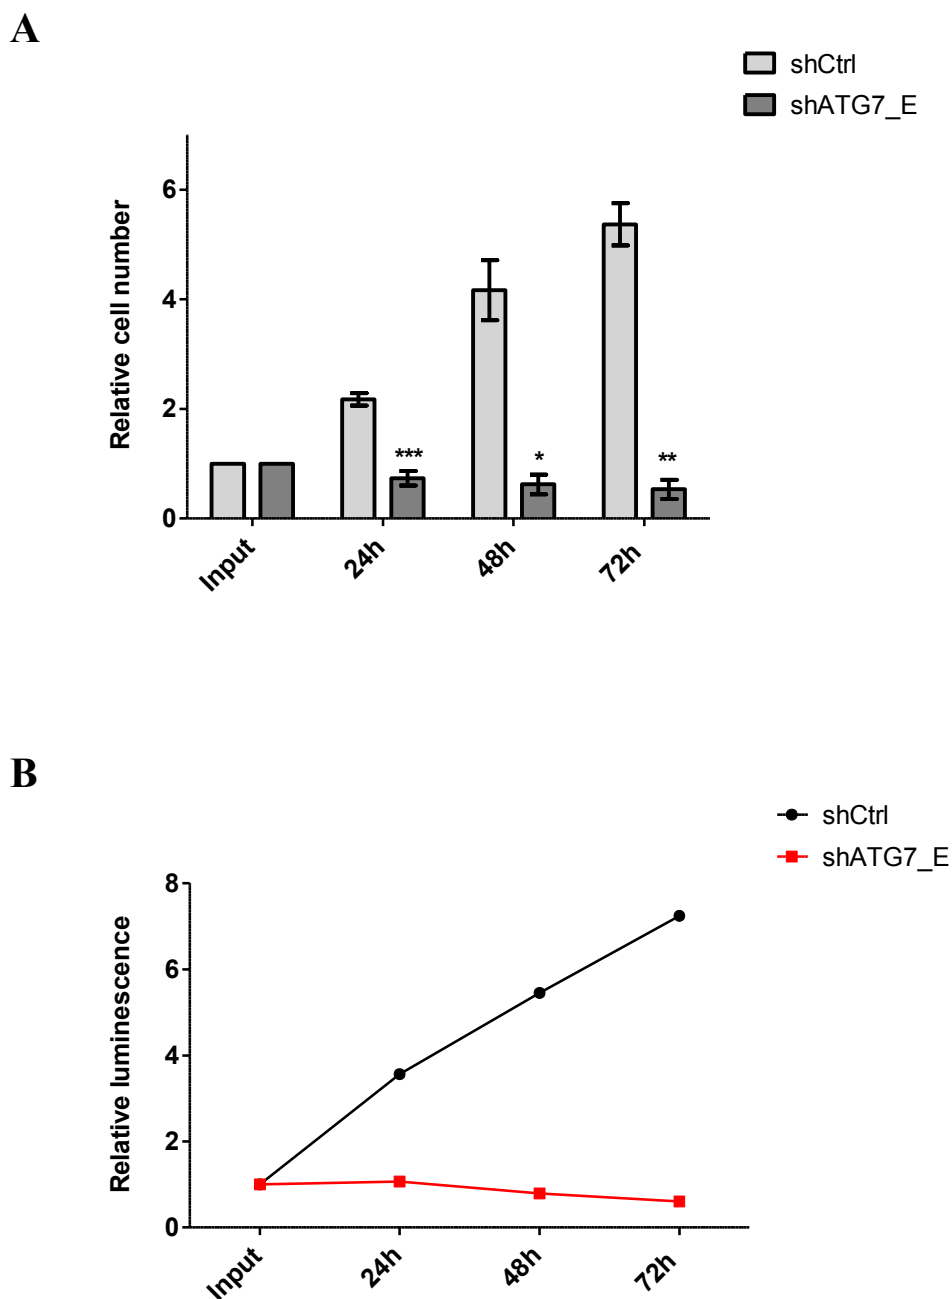 A
shCtrl
shATG7_E
Relative cell number
6
4
2
0
***
*
**
Input
24h
48h
72h
B
shCtrl
shATG7_E
Relative luminescence
8
6
4
2
0
Input
24h
48h
72h